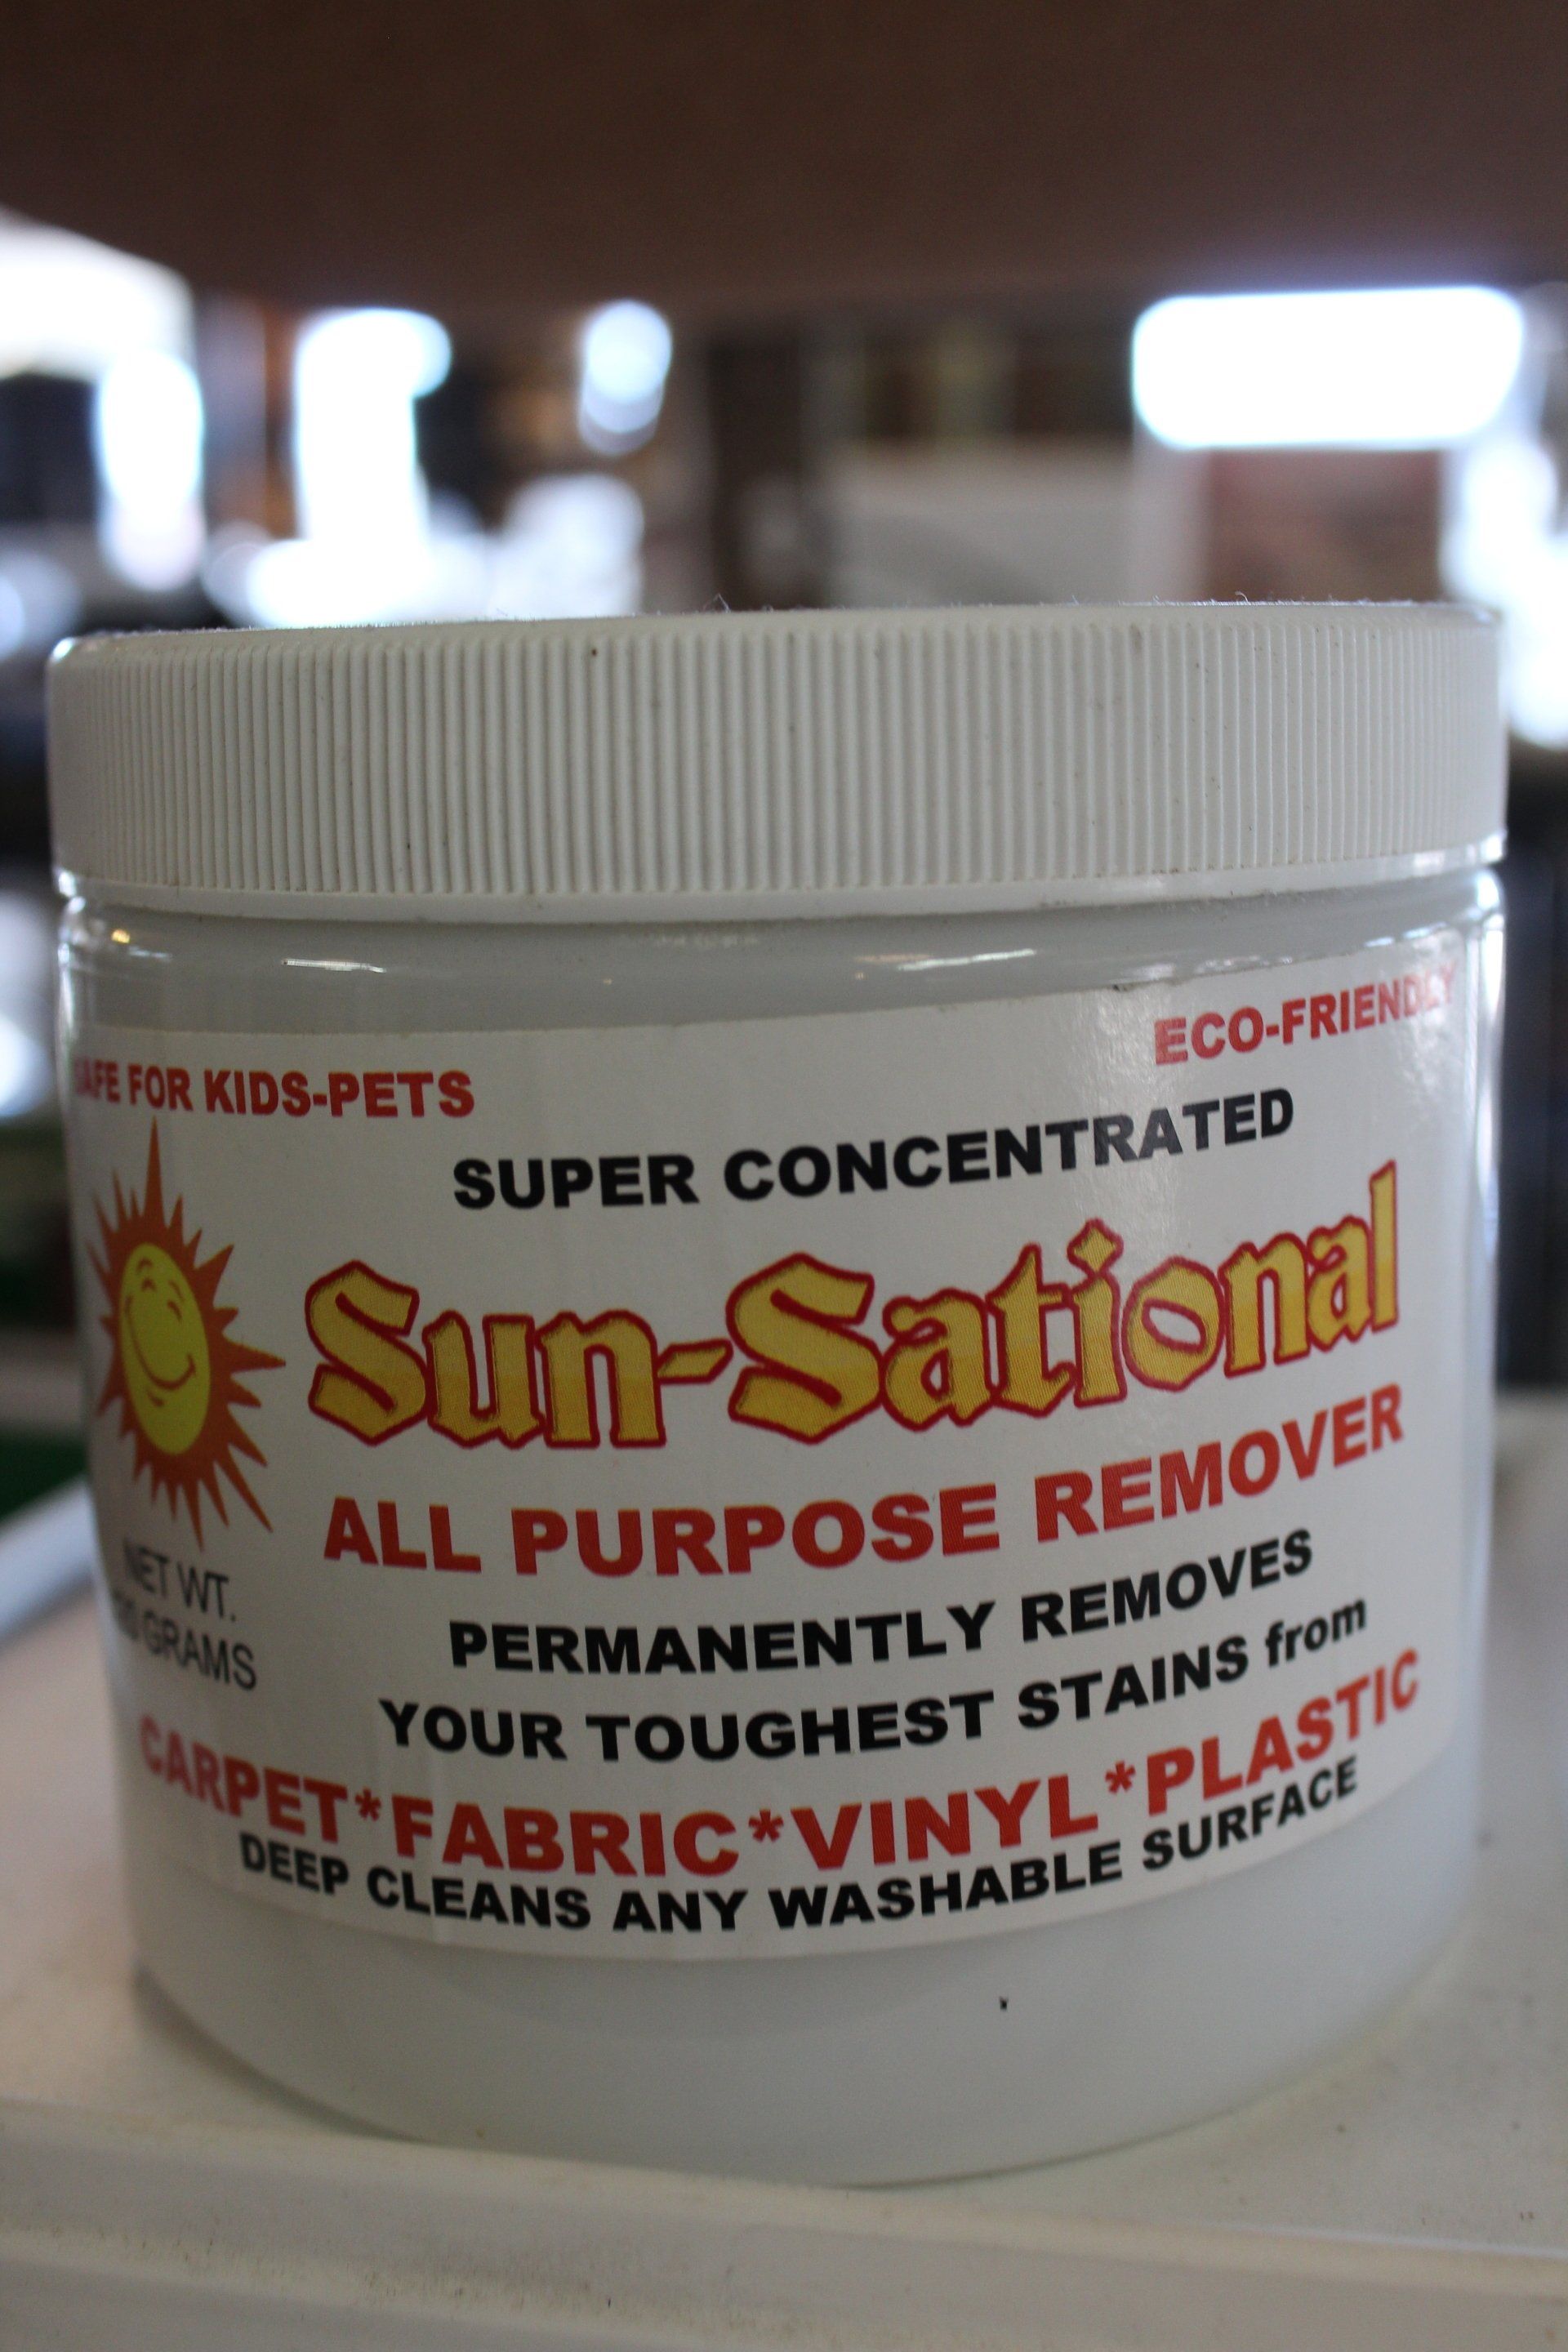 SAFE FOR KIDS-PETS
ECO-FRIENDLY
SUPER CONCENTRATED
Sun-Sational
ALL PURPOSE REMOVER
NET WT.
GRAMS
PERMANENTLY REMOVES
YOUR TOUGHEST STAINS from
CARPET*FABRIC*VINYL*PLASTIC
DEEP CLEANS ANY WASHABLE SURFACE